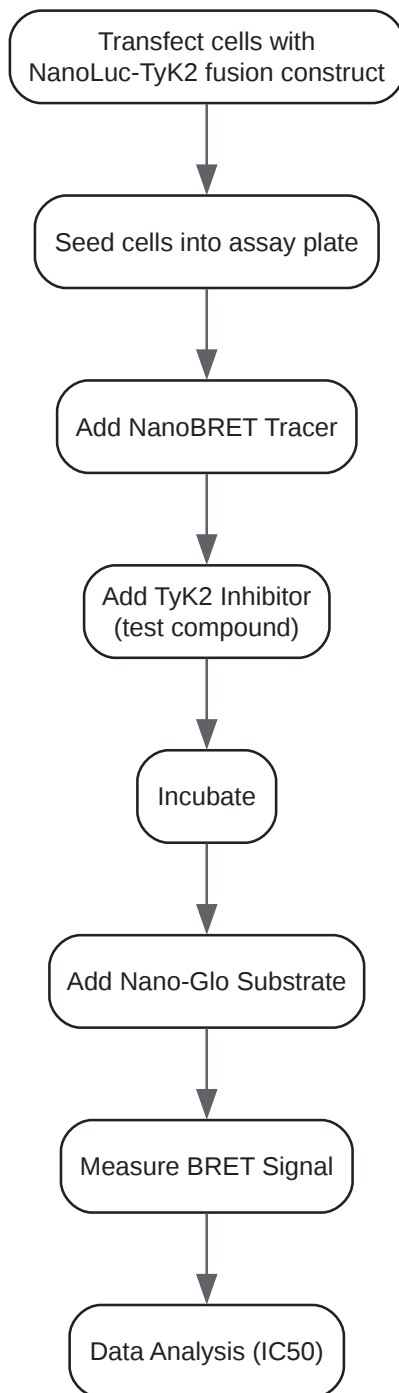 Transfect cells with
NanoLuc-TyK2 fusion construct
Seed cells into assay plate
Add NanoBRET Tracer
Add TyK2 Inhibitor
(test compound)
Incubate
Add Nano-Glo Substrate
Measure BRET Signal
Data Analysis (IC50)